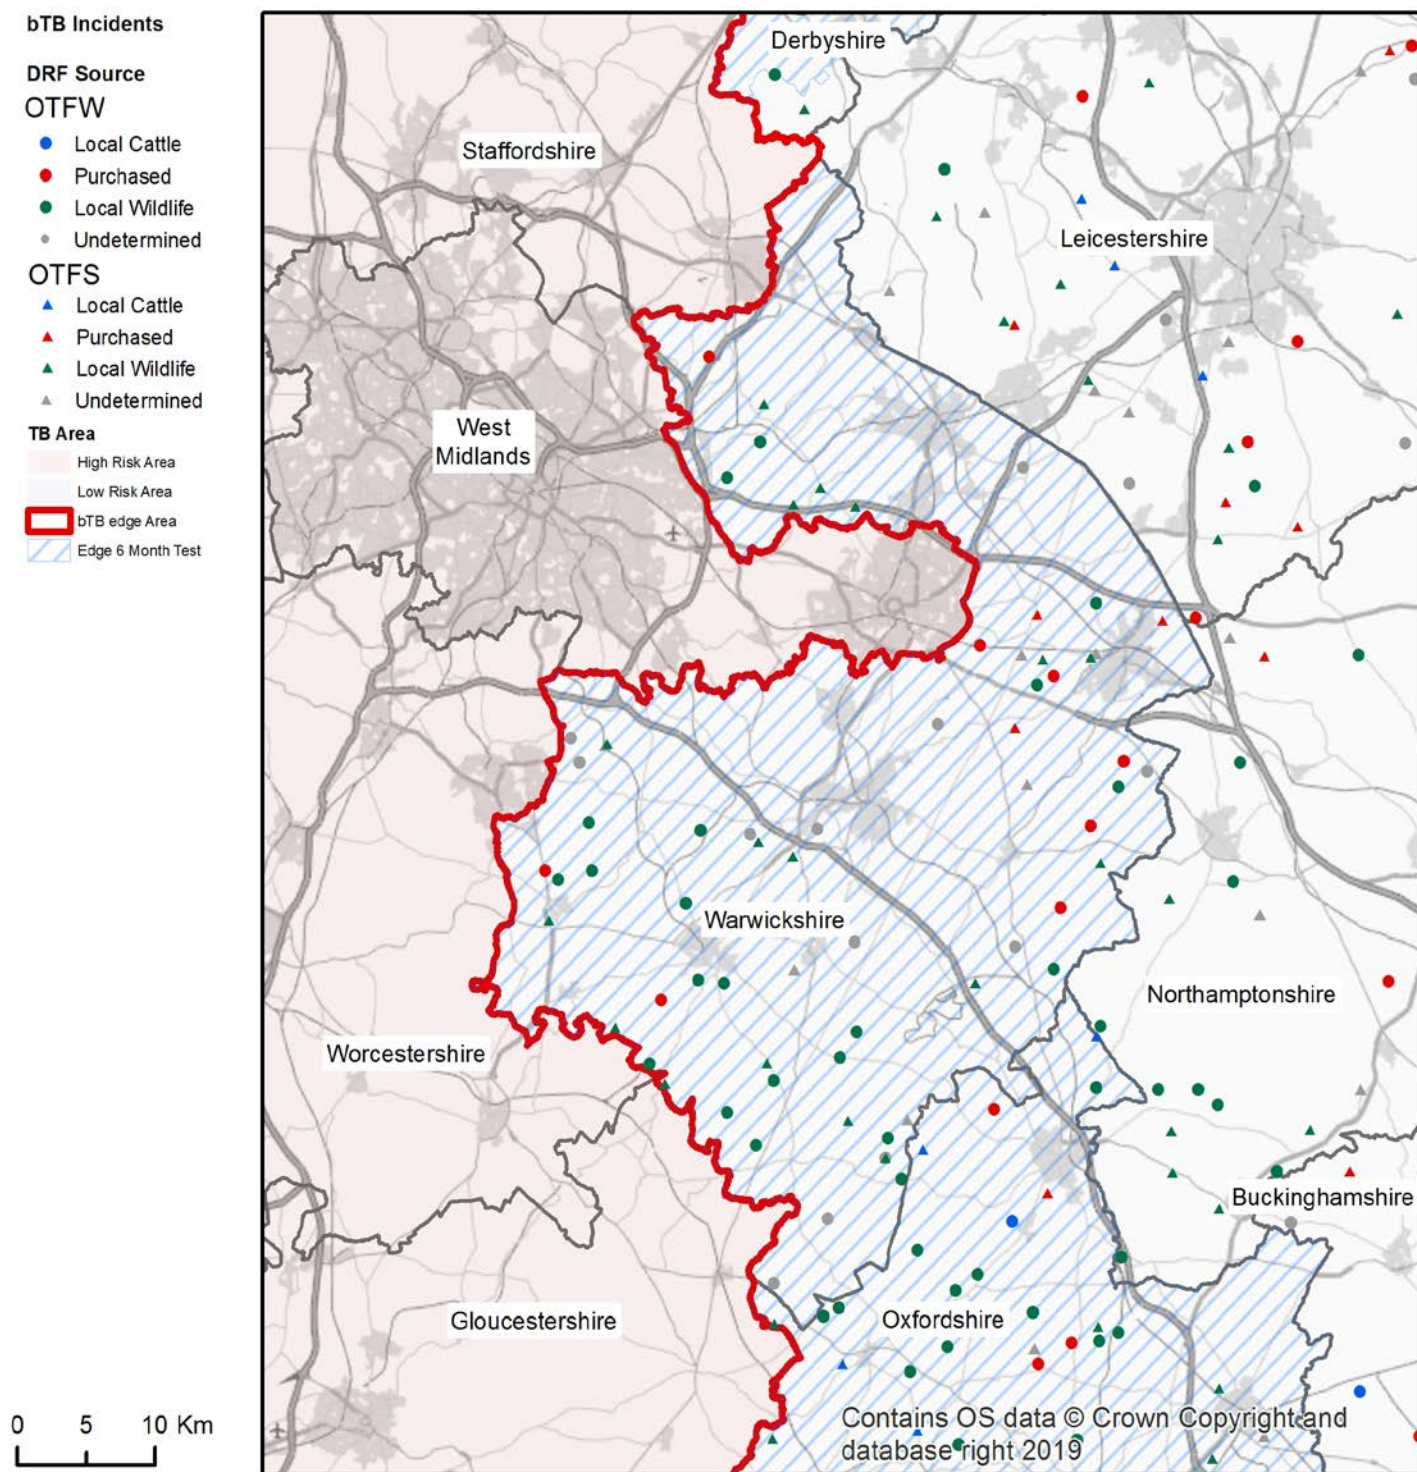 bTB Incidents
DRF Source
OTFW
Local Cattle
Purchased
Local Wildlife
Undetermined
OTFS
Local Cattle
Purchased
Local Wildlife
Undetermined
TB Area
High Risk Area
Low Risk Area
bTB edge Area
Edge 6 Month Test
0 5 10 Km
Derbyshire
Staffordshire
Leicestershire
West
Midlands
Warwickshire
Northamptonshire
Worcestershire
Buckinghamshire
Gloucestershire
Oxfordshire
Contains OS data © Crown Copyright and
database right 2019